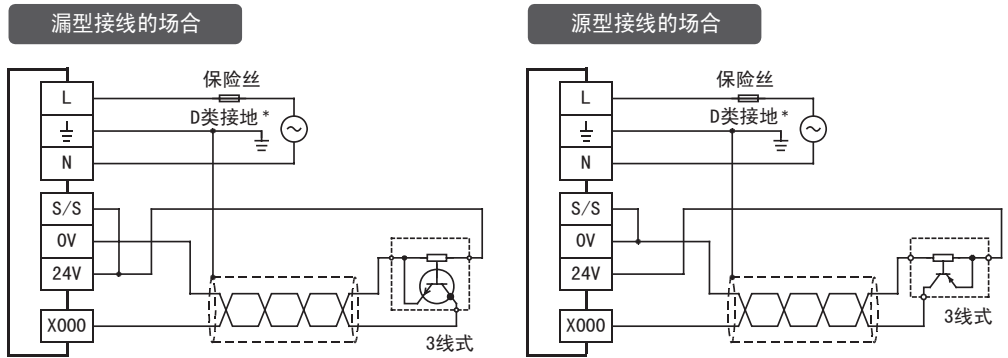 漏型接线的场合
L
N
S/S
0V
24V
X000
保险丝
D类接地*
3线式
源型接线的场合
L
N
S/S
0V
24V
X000
保险丝
D类接地*
3线式